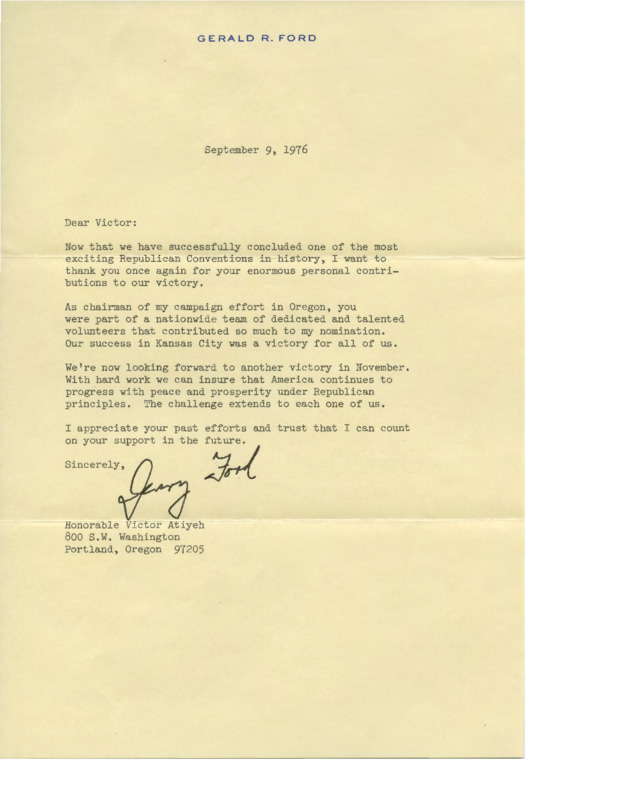 GERALD R. FORD
September 9, 1976
Dear Victor:
Now that we have successfully concluded one of the most
exciting Republican Conventions in history, I want to
thank you once again for your enormous personal contri-
butions to our victory.
As chairman of my campaign effort in Oregon, you
were part of a nationwide team of dedicated and talented
volunteers that contributed so much to my nomination.
Our success in Kansas City was a victory for all of us.
We're now looking forward to another victory in November.
With hard work we can insure that America continues to
progress with peace and prosperity under Republican
principles.  The challenge extends to each one of us.
I appreciate your past efforts and trust that I can count
on your support in the future.
Sincerely,
Jerry Ford
Honorable Victor Atiyeh
800 S.W. Washington
Portland, Oregon  97205